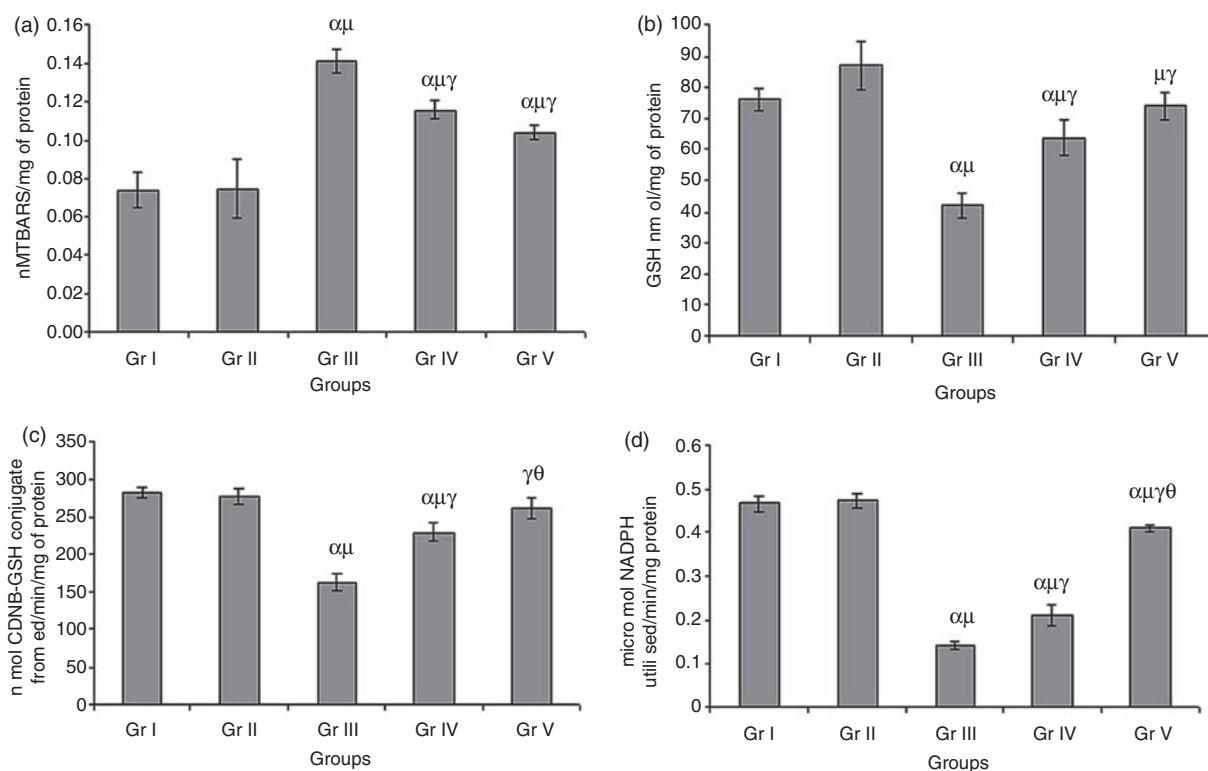 (a)
0.16
0.14
0.12
0.10
0.08
0.06
0.04
0.02
0.00
nMTBARS/mg of protein
αμ
αμγ
αμγ
Gr I Gr II Gr III Gr IV Gr V
Groups
(b)
100
90
80
70
60
50
40
30
20
10
0
GSH nm ol/mg of protein
αμ
αμγ
μγ
Gr I Gr II Gr III Gr IV Gr V
Groups
(c)
350
300
250
200
150
100
50
0
n mol CDNB-GSH conjugate
from ed/min/mg of protein
αμ
αμγ
γθ
Gr I Gr II Gr III Gr IV Gr V
Groups
(d)
0.6
0.5
0.4
0.3
0.2
0.1
0
micro mol NADPH
utili sed/min/mg protein
αμ
αμγ
αμγθ
Gr I Gr II Gr III Gr IV Gr V
Groups